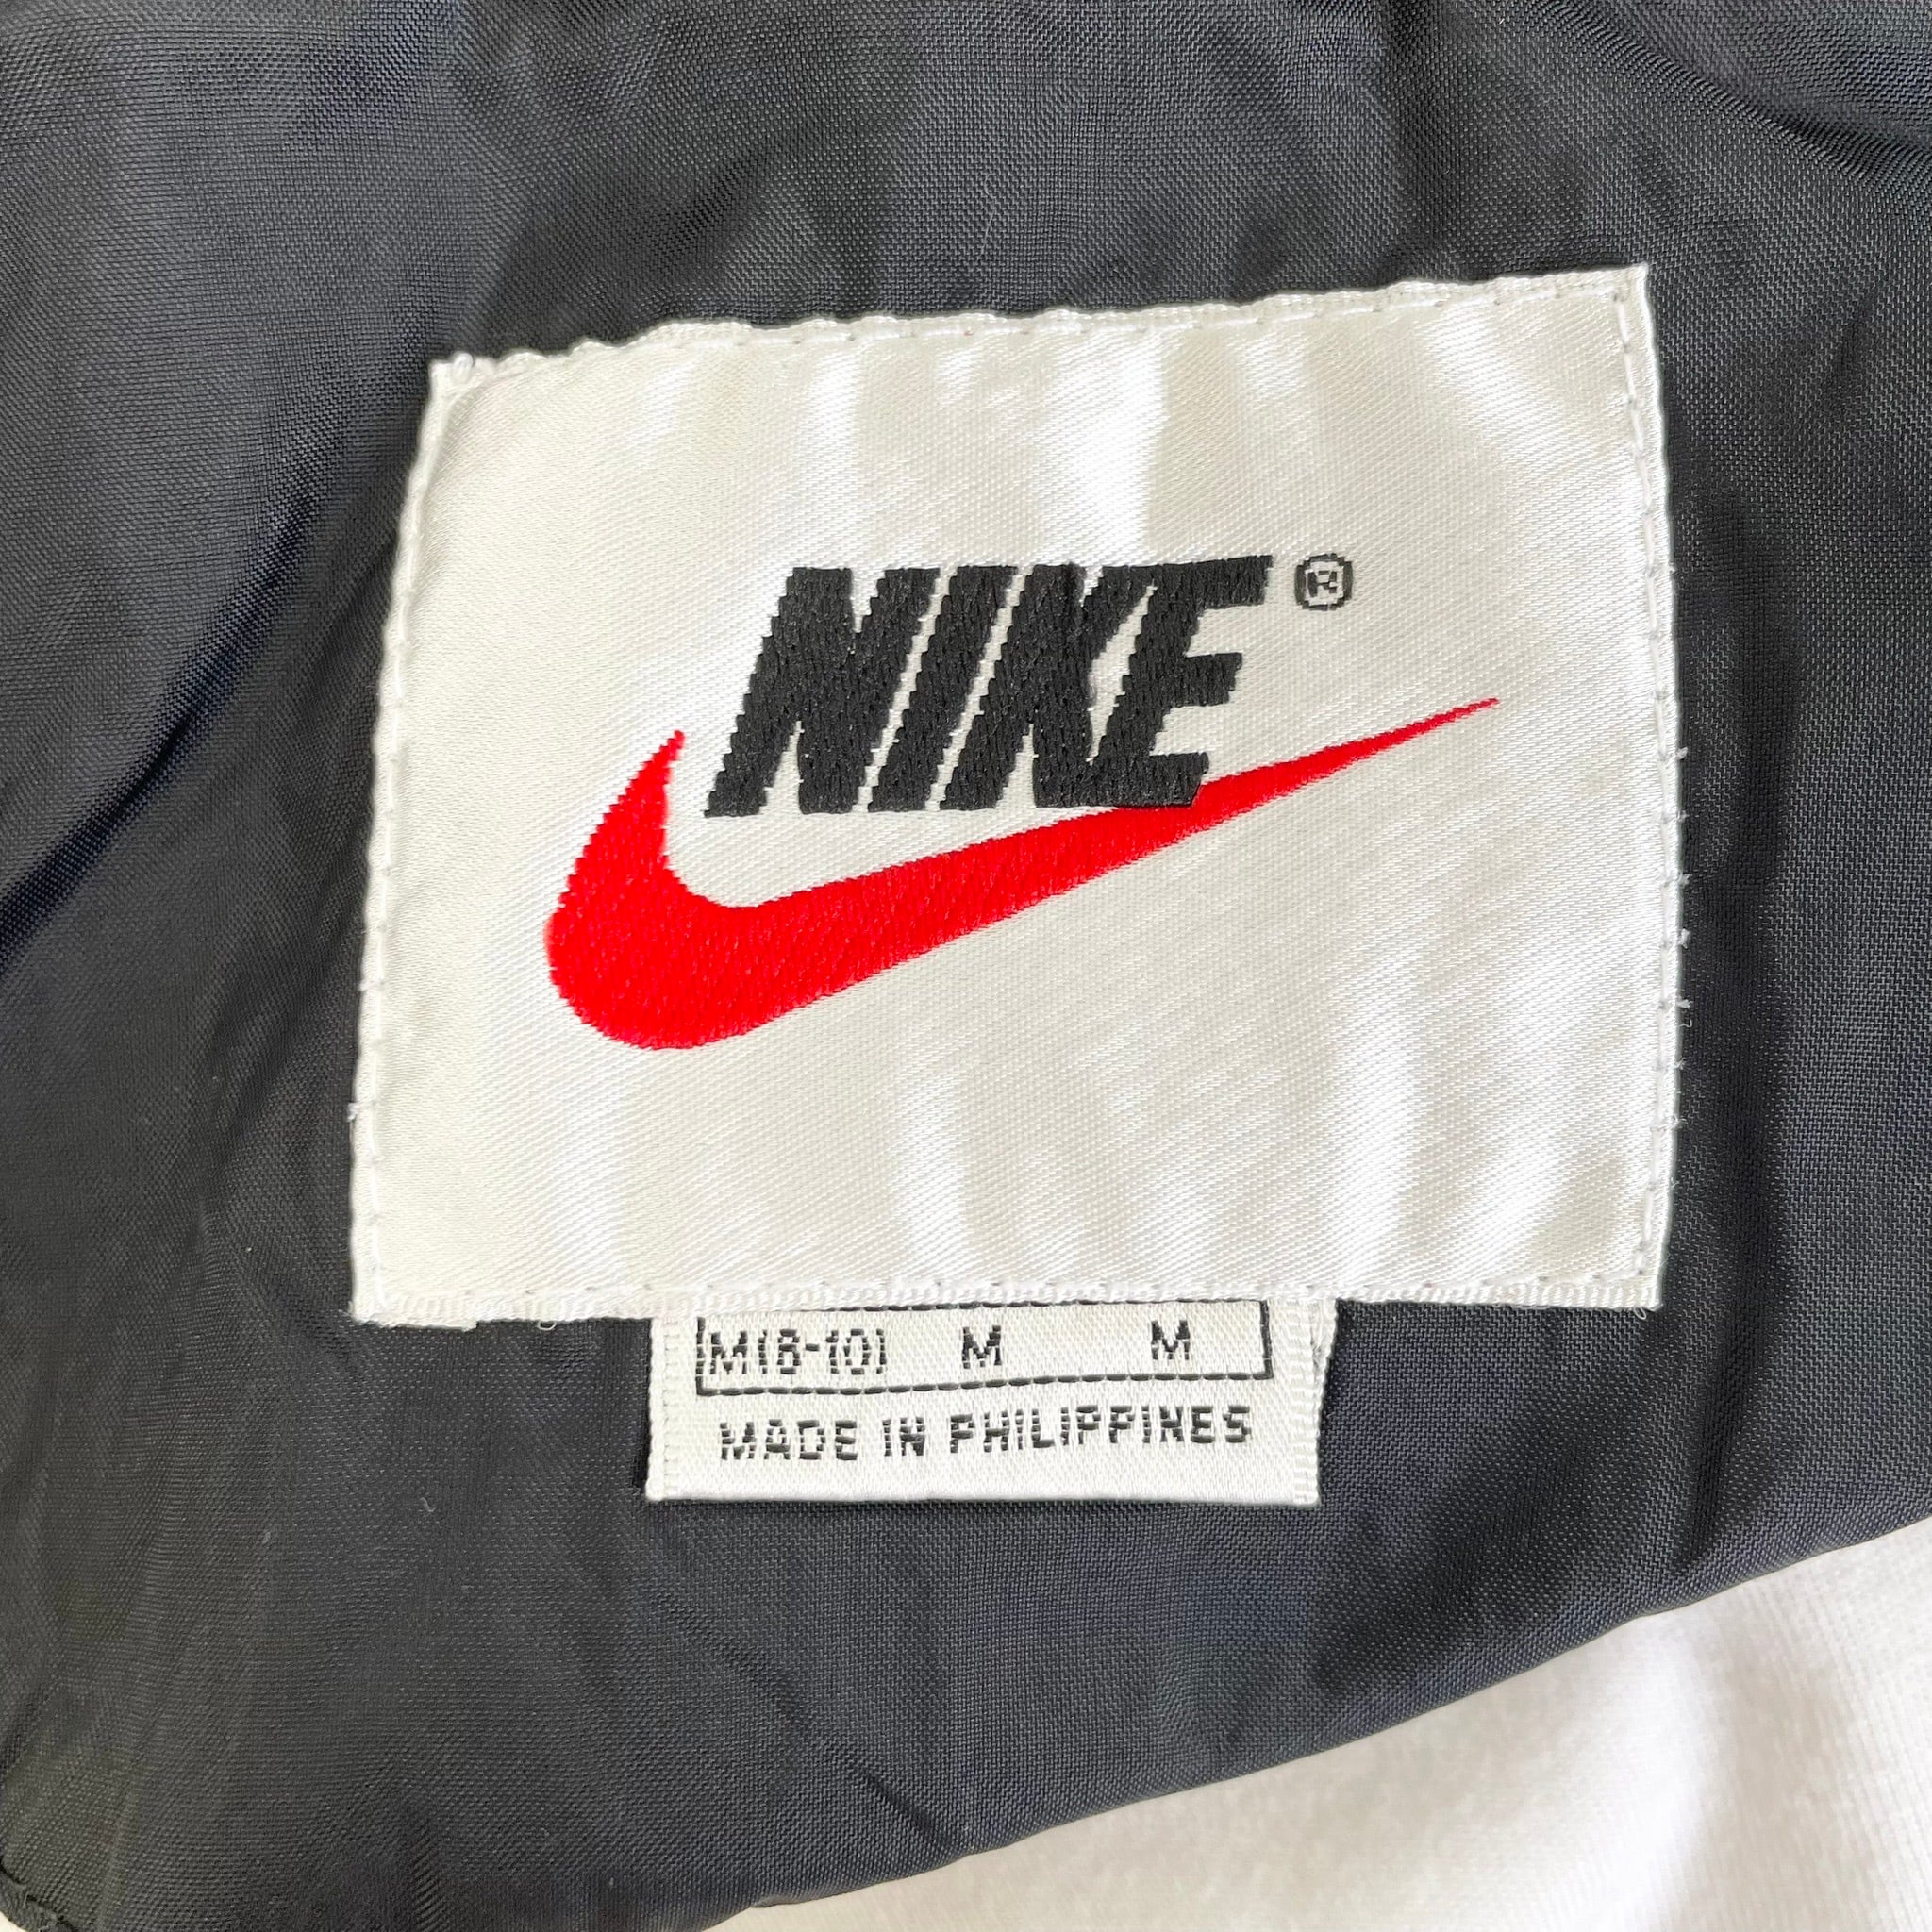 NIKE®
M(8-10) M M
MADE IN PHILIPPINES